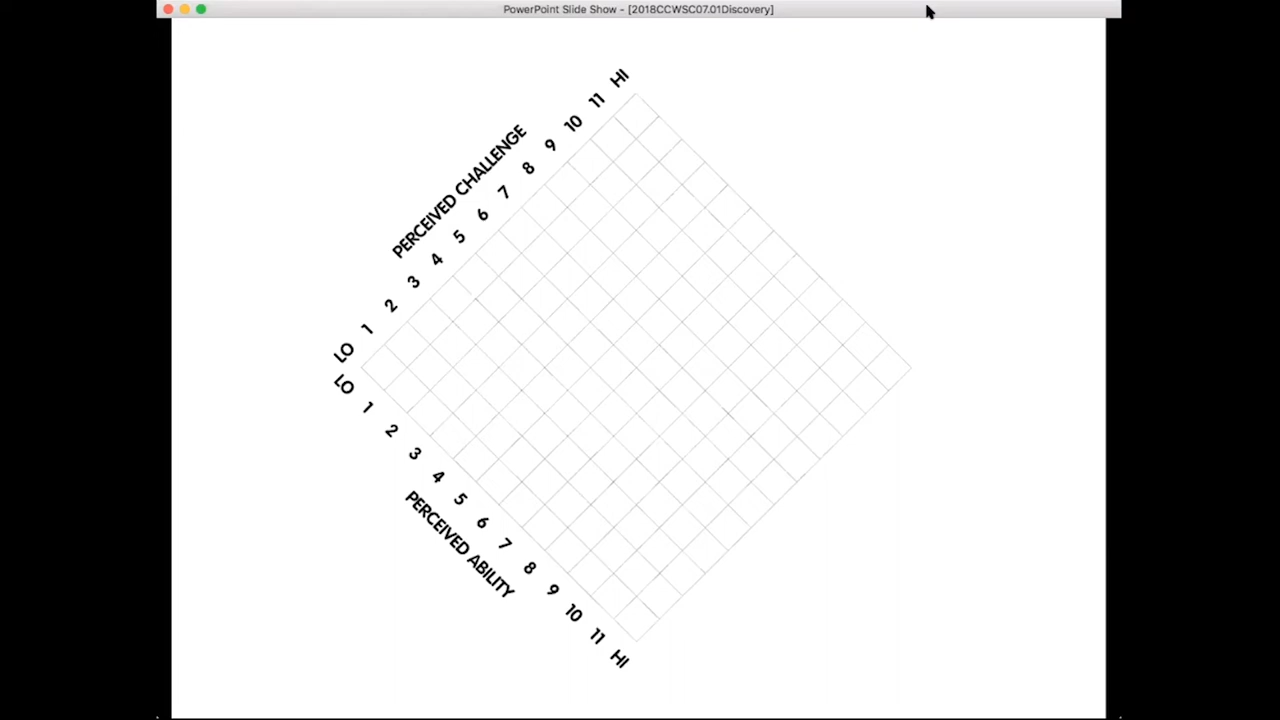 PowerPoint Slide Show - [2018CCWSC07.01Discovery]
PERCEIVED CHALLENGE
LO 1 2 3 4 5 6 7 8 9 10 11 HI
LO 1 2 3 4 5 6 7 8 9 10 11 HI
PERCEIVED ABILITY